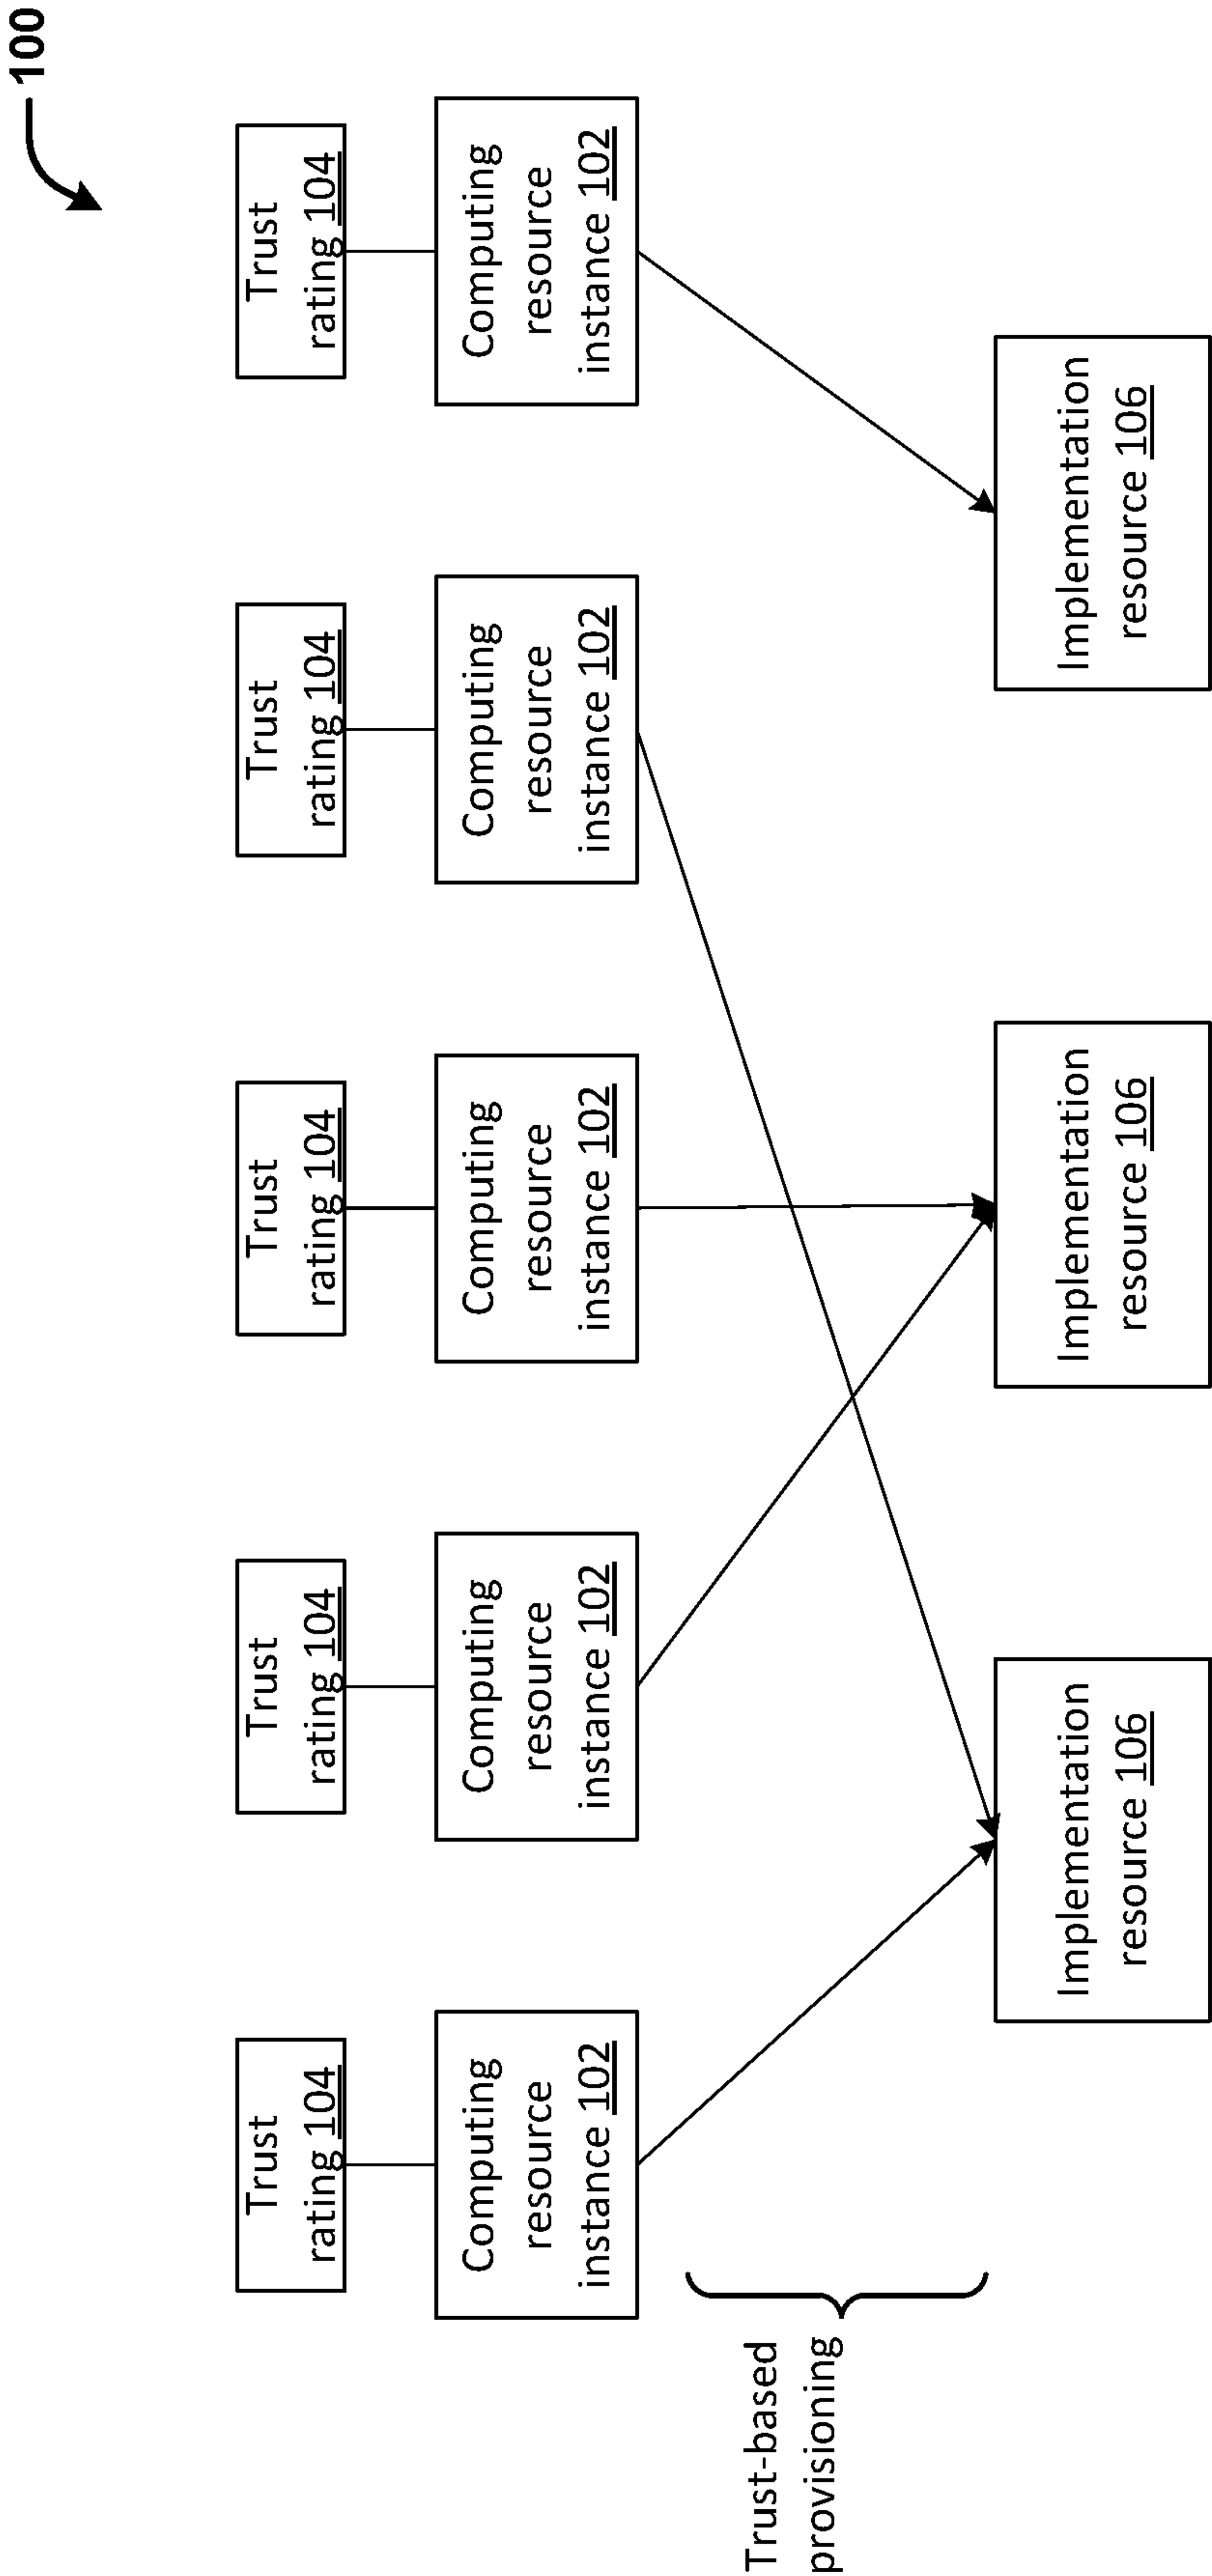 100
Trust
rating 104
Trust
rating 104
Trust
rating 104
Trust
rating 104
Trust
rating 104
Computing
resource
instance 102
Computing
resource
instance 102
Computing
resource
instance 102
Computing
resource
instance 102
Computing
resource
instance 102
Trust-based
provisioning
Implementation
resource 106
Implementation
resource 106
Implementation
resource 106